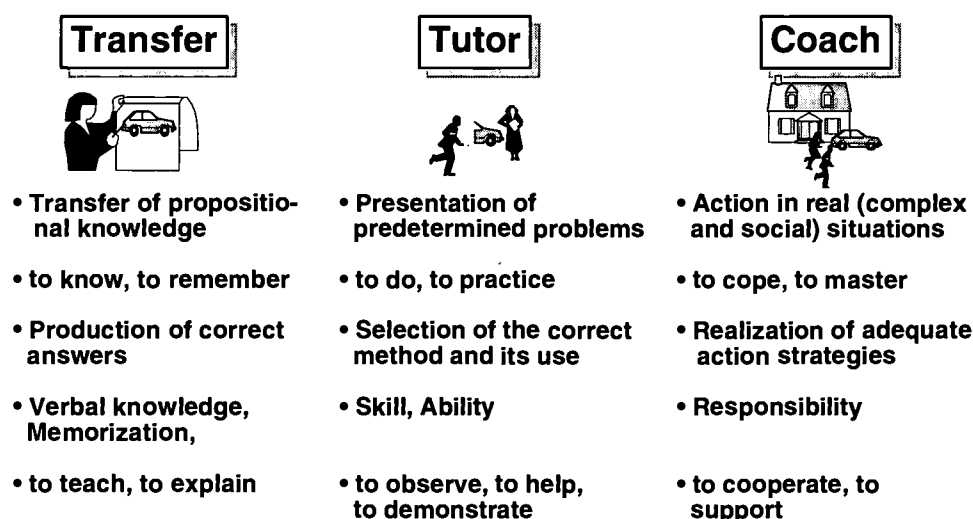 Transfer
• Transfer of propositio-
nal knowledge
• to know, to remember
• Production of correct
answers
• Verbal knowledge,
Memorization,
• to teach, to explain
Tutor
• Presentation of
predetermined problems
• to do, to practice
• Selection of the correct
method and its use
• Skill, Ability
• to observe, to help,
to demonstrate
Coach
• Action in real (complex
and social) situations
• to cope, to master
• Realization of adequate
action strategies
• Responsibility
• to cooperate, to
support